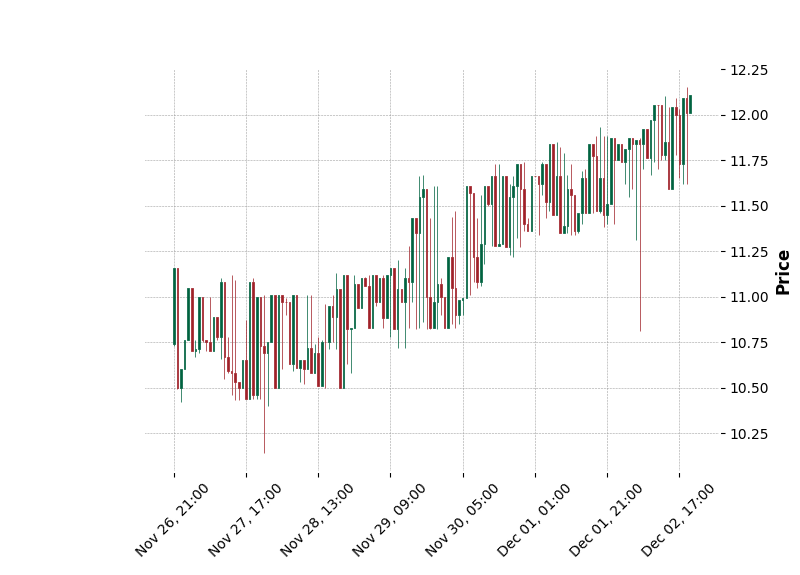 12.25
12.00
11.75
11.50
11.25
11.00
10.75
10.50
10.25
Price
Nov 26, 21:00
Nov 27, 17:00
Nov 28, 13:00
Nov 29, 09:00
Nov 30, 05:00
Dec 01, 01:00
Dec 01, 21:00
Dec 02, 17:00